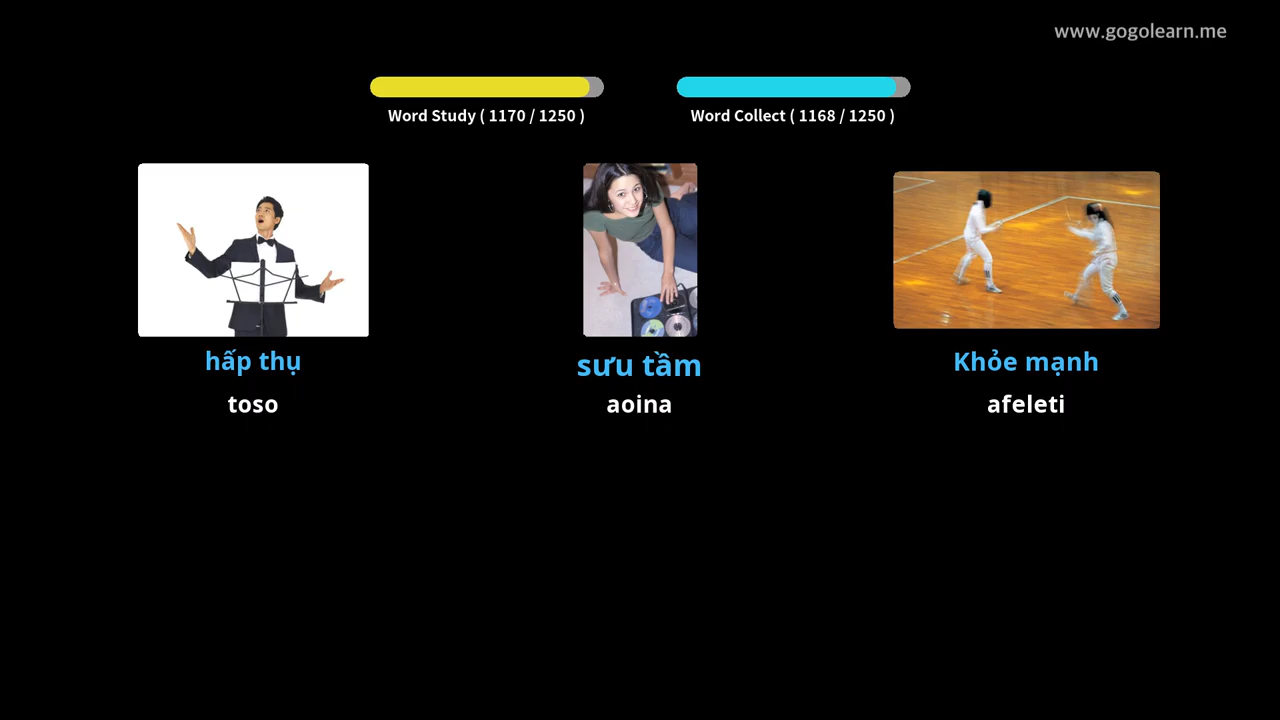 www.gogolearn.me
Word Study ( 1170 / 1250 )
Word Collect ( 1168 / 1250 )
hấp thụ
sưu tầm
Khỏe mạnh
toso
aoina
afeleti